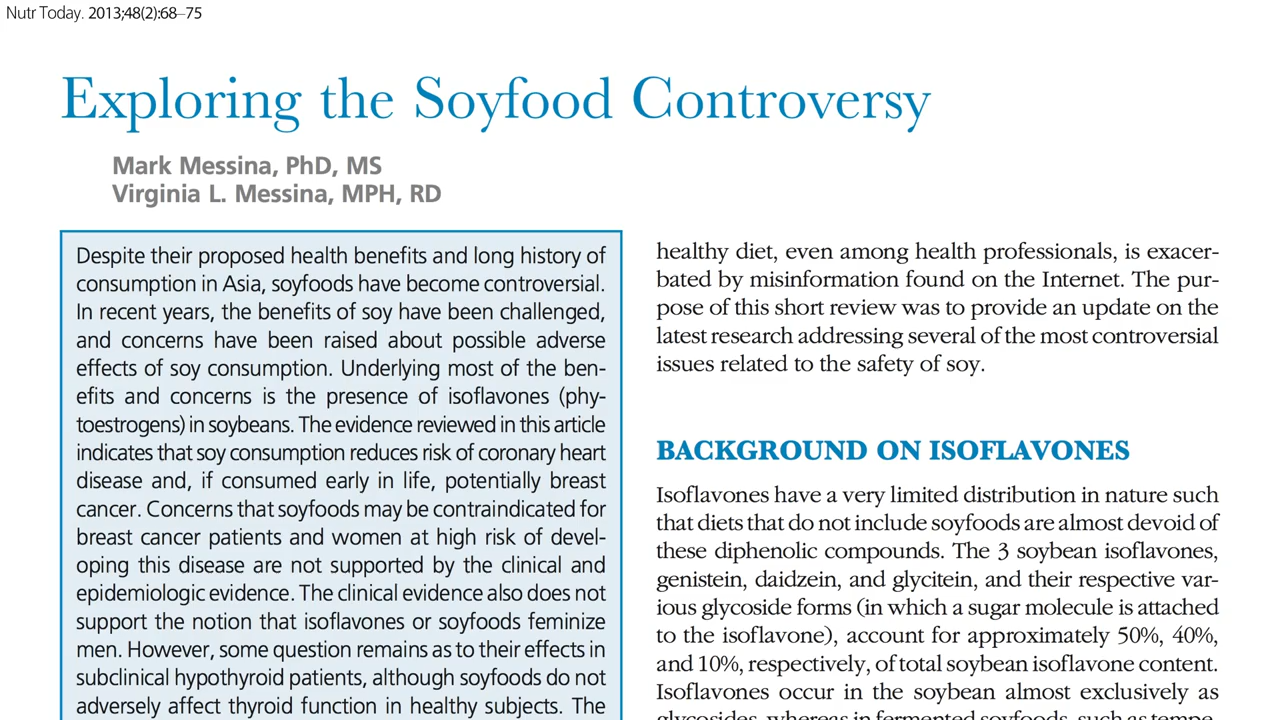 Nutr Today. 2013;48(2):68–75
Exploring the Soyfood Controversy
Mark Messina, PhD, MS
Virginia L. Messina, MPH, RD
Despite their proposed health benefits and long history of
consumption in Asia, soyfoods have become controversial.
In recent years, the benefits of soy have been challenged,
and concerns have been raised about possible adverse
effects of soy consumption. Underlying most of the ben-
efits and concerns is the presence of isoflavones (phy-
toestrogens) in soybeans. The evidence reviewed in this article
indicates that soy consumption reduces risk of coronary heart
disease and, if consumed early in life, potentially breast
cancer. Concerns that soyfoods may be contraindicated for
breast cancer patients and women at high risk of devel-
oping this disease are not supported by the clinical and
epidemiologic evidence. The clinical evidence also does not
support the notion that isoflavones or soyfoods feminize
men. However, some question remains as to their effects in
subclinical hypothyroid patients, although soyfoods do not
adversely affect thyroid function in healthy subjects. The
healthy diet, even among health professionals, is exacer-
bated by misinformation found on the Internet. The pur-
pose of this short review was to provide an update on the
latest research addressing several of the most controversial
issues related to the safety of soy.
BACKGROUND ON ISOFLAVONES
Isoflavones have a very limited distribution in nature such
that diets that do not include soyfoods are almost devoid of
these diphenolic compounds. The 3 soybean isoflavones,
genistein, daidzein, and glycitein, and their respective var-
ious glycoside forms (in which a sugar molecule is attached
to the isoflavone), account for approximately 50%, 40%,
and 10%, respectively, of total soybean isoflavone content.
Isoflavones occur in the soybean almost exclusively as
glycosides, whereas in fermented soyfoods, such as tempe-